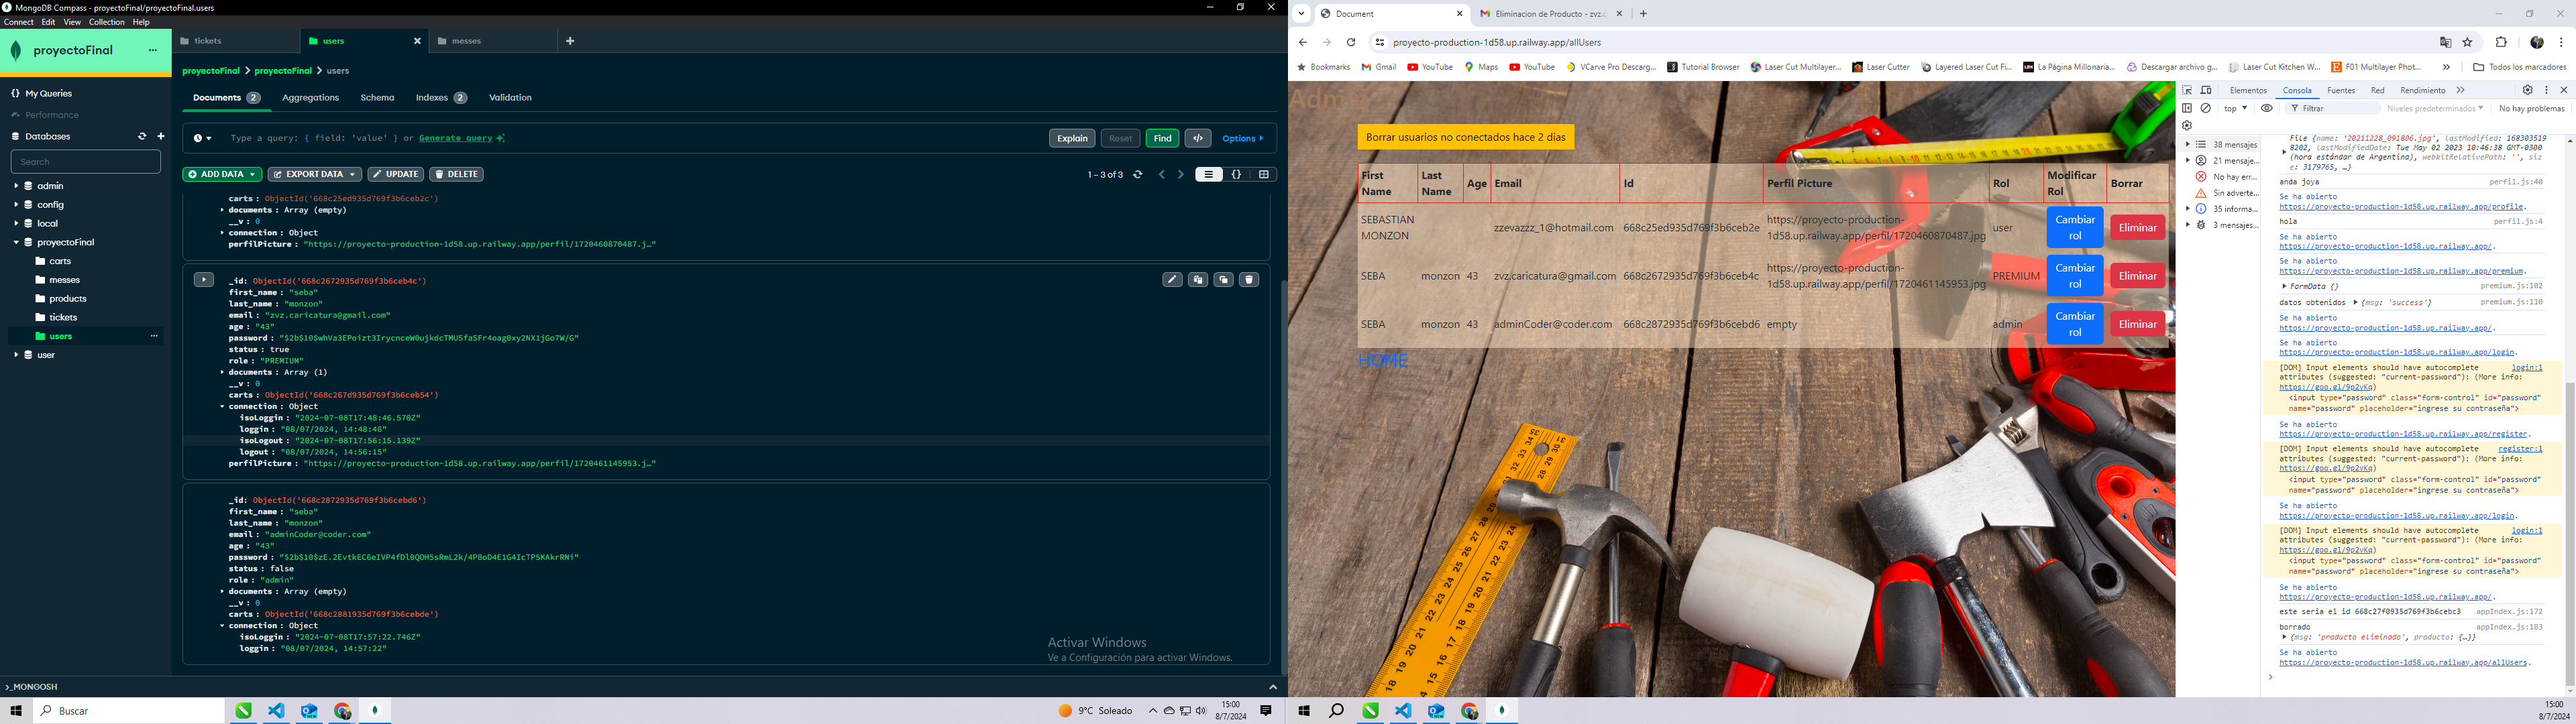 MongoDB Compass - proyectoFinal/proyectoFinal.users
Connect Edit View Collection Help
proyectoFinal ...
tickets
users
messes
proyectoFinal > proyectoFinal > users
{} My Queries
Performance
Databases
Search
admin
config
local
proyectoFinal
carts
messes
products
tickets
users ...
user
Documents 2 Aggregations Schema Indexes 2 Validation
Type a query: { field: 'value' } or Generate query
Explain Reset Find </> Options
ADD DATA EXPORT DATA UPDATE DELETE
1 – 3 of 3
carts : ObjectId('668c25ed935d769f3b6ceb2c')
documents : Array (empty)
__v : 0
connection : Object
perfilPicture : "https://proyecto-production-1d58.up.railway.app/perfil/1720460870487.j…"
_id: ObjectId('668c2672935d769f3b6ceb4c')
first_name : "seba"
last_name : "monzon"
email : "zvz.caricatura@gmail.com"
age : "43"
status : true
role : "PREMIUM"
documents : Array (1)
__v : 0
carts : ObjectId('668c267d935d769f3b6ceb54')
connection : Object
isoLoggin : "2024-07-08T17:48:46.570Z"
loggin : "08/07/2024, 14:48:46"
isoLogout : "2024-07-08T17:56:15.139Z"
logout : "08/07/2024, 14:56:15"
perfilPicture : "https://proyecto-production-1d58.up.railway.app/perfil/1720461145953.j…"
_id: ObjectId('668c2872935d769f3b6cebd6')
first_name : "seba"
last_name : "monzon"
email : "adminCoder@coder.com"
age : "43"
status : false
role : "admin"
documents : Array (empty)
__v : 0
carts : ObjectId('668c2881935d769f3b6cebde')
connection : Object
isoLoggin : "2024-07-08T17:57:22.746Z"
loggin : "08/07/2024, 14:57:22"
Activar Windows
Ve a Configuración para activar Windows.
>_MONGOSH
Buscar
9°C Soleado
15:00
8/7/2024
Document
Eliminacion de Producto - zvz.c
proyecto-production-1d58.up.railway.app/allUsers
Bookmarks Gmail YouTube Maps YouTube VCarve Pro Descarg... Tutorial Browser Laser Cut Multilayer... Laser Cutter Layered Laser Cut Fi... La Página Millonaria... Descargar archivo g... Laser Cut Kitchen W... F01 Multilayer Phot... » Todos los marcadores
Borrar usuarios no conectados hace 2 dias
First Name Last Name Age Email Id Perfil Picture Rol Modificar Rol Borrar
SEBASTIAN MONZON zzevazzz_1@hotmail.com 668c25ed935d769f3b6ceb2e https://proyecto-production-1d58.up.railway.app/perfil/1720460870487.jpg user Cambiar rol Eliminar
SEBA monzon 43 zvz.caricatura@gmail.com 668c2672935d769f3b6ceb4c https://proyecto-production-1d58.up.railway.app/perfil/1720461145953.jpg PREMIUM Cambiar rol Eliminar
SEBA monzon 43 adminCoder@coder.com 668c2872935d769f3b6cebd6 empty admin Cambiar rol Eliminar
HOME
Elementos Consola Fuentes Red Rendimiento »
top Filtrar Niveles predeterminados No hay problemas
38 mensajes
21 mensaje...
No hay err...
Sin adverte...
35 informa...
3 mensajes...
File {name: '20211228_091806.jpg', lastModified: 168303519
8202, lastModifiedDate: Tue May 02 2023 10:46:38 GMT-0300
(hora estándar de Argentina), webkitRelativePath: '', siz
e: 3179765, …}
anda joya perfil.js:40
Se ha abierto
https://proyecto-production-1d58.up.railway.app/profile.
hola perfil.js:4
Se ha abierto
https://proyecto-production-1d58.up.railway.app/.
Se ha abierto
https://proyecto-production-1d58.up.railway.app/premium.
FormData {} premium.js:102
datos obtenidos {msg: 'success'} premium.js:110
Se ha abierto
https://proyecto-production-1d58.up.railway.app/.
Se ha abierto
https://proyecto-production-1d58.up.railway.app/login.
[DOM] Input elements should have autocomplete login:1
attributes (suggested: "current-password"): (More info:
https://goo.gl/9p2vKq)
<input type="password" class="form-control" id="password"
name="password" placeholder="ingrese su contraseña">
Se ha abierto
https://proyecto-production-1d58.up.railway.app/register.
[DOM] Input elements should have autocomplete register:1
attributes (suggested: "current-password"): (More info:
https://goo.gl/9p2vKq)
<input type="password" class="form-control" id="password"
name="password" placeholder="ingrese su contraseña">
Se ha abierto
https://proyecto-production-1d58.up.railway.app/login.
[DOM] Input elements should have autocomplete login:1
attributes (suggested: "current-password"): (More info:
https://goo.gl/9p2vKq)
<input type="password" class="form-control" id="password"
name="password" placeholder="ingrese su contraseña">
Se ha abierto
https://proyecto-production-1d58.up.railway.app/.
este seria el id 668c27f0935d769f3b6cebc3 appIndex.js:172
borrado appIndex.js:183
{msg: 'producto eliminado', producto: {…}}
Se ha abierto
https://proyecto-production-1d58.up.railway.app/allUsers.
15:00
8/7/2024